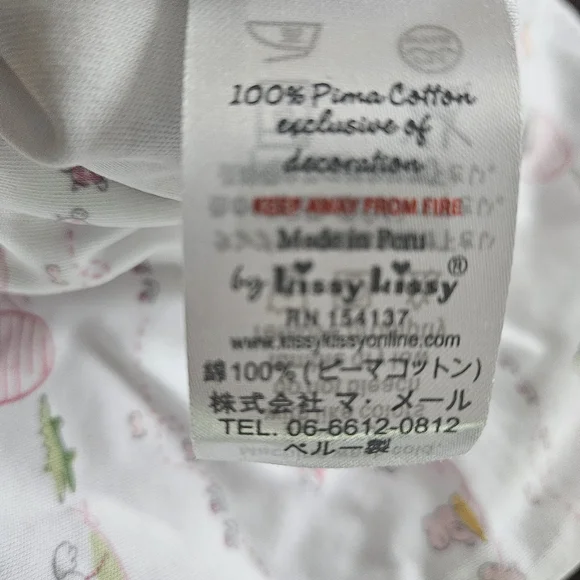 100% Pima Cotton
exclusive of
decoration
KEEP AWAY FROM FIRE
Made in Peru
by kissy kissy®
RN 154137
www.kissykissyonline.com
綿100% (ピーマコットン)
株式会社 マ・メール
TEL. 06-6612-0812
ペルー製